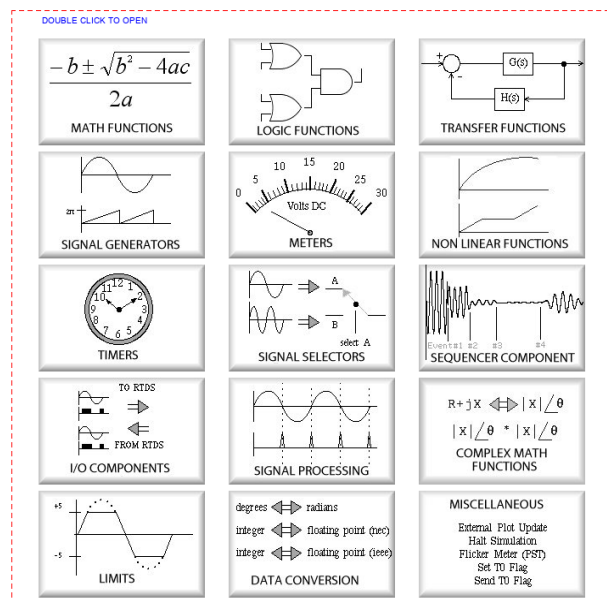 DOUBLE CLICK TO OPEN
-b ± √b² - 4ac
2a
MATH FUNCTIONS
LOGIC FUNCTIONS
+
G(s)
-
H(s)
TRANSFER FUNCTIONS
2π
SIGNAL GENERATORS
0 5 10 15 20 25 30
Volts DC
METERS
NON LINEAR FUNCTIONS
12 1 2 3 4 5 6 7 8 9 10 11
TIMERS
A
B
select A
SIGNAL SELECTORS
Event#1 #2 #3 #4
SEQUENCER COMPONENT
TO RTDS
FROM RTDS
I/O COMPONENTS
SIGNAL PROCESSING
R+jX |X|∠θ
|X|∠θ * |X|∠θ
COMPLEX MATH
FUNCTIONS
+5
-5
LIMITS
degrees radians
integer floating point (nec)
integer floating point (ieee)
DATA CONVERSION
MISCELLANEOUS
External Plot Update
Halt Simulation
Flicker Meter (PST)
Set T0 Flag
Send T0 Flag